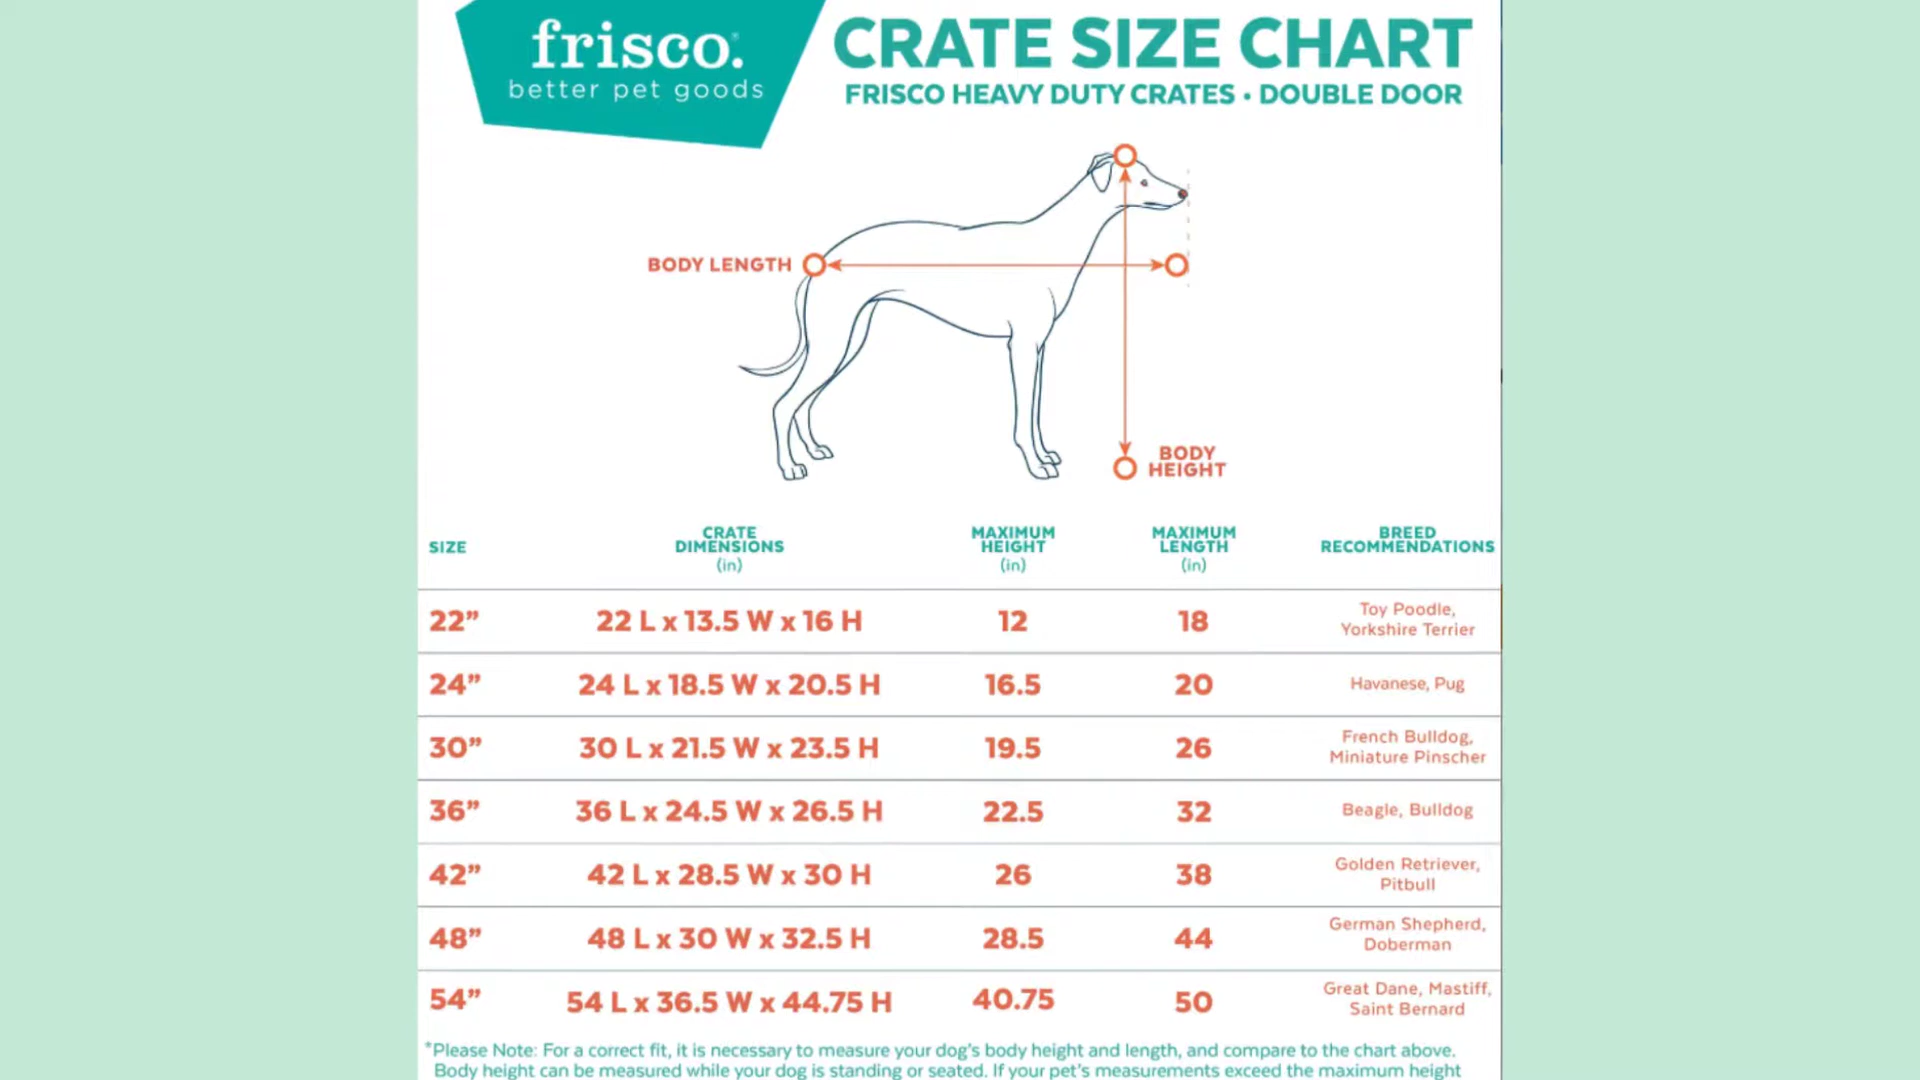 frisco.
better pet goods
CRATE SIZE CHART
FRISCO HEAVY DUTY CRATES • DOUBLE DOOR
BODY LENGTH
BODY
HEIGHT
SIZE
CRATE
DIMENSIONS
(in)
MAXIMUM
HEIGHT
(in)
MAXIMUM
LENGTH
(in)
BREED
RECOMMENDATIONS
22” 22 L x 13.5 W x 16 H 12 18 Toy Poodle,
Yorkshire Terrier
24” 24 L x 18.5 W x 20.5 H 16.5 20 Havanese, Pug
30” 30 L x 21.5 W x 23.5 H 19.5 26 French Bulldog,
Miniature Pinscher
36” 36 L x 24.5 W x 26.5 H 22.5 32 Beagle, Bulldog
42” 42 L x 28.5 W x 30 H 26 38 Golden Retriever,
Pitbull
48” 48 L x 30 W x 32.5 H 28.5 44 German Shepherd,
Doberman
54” 54 L x 36.5 W x 44.75 H 40.75 50 Great Dane, Mastiff,
Saint Bernard
*Please Note: For a correct fit, it is necessary to measure your dog's body height and length, and compare to the chart above.
Body height can be measured while your dog is standing or seated. If your pet's measurements exceed the maximum height